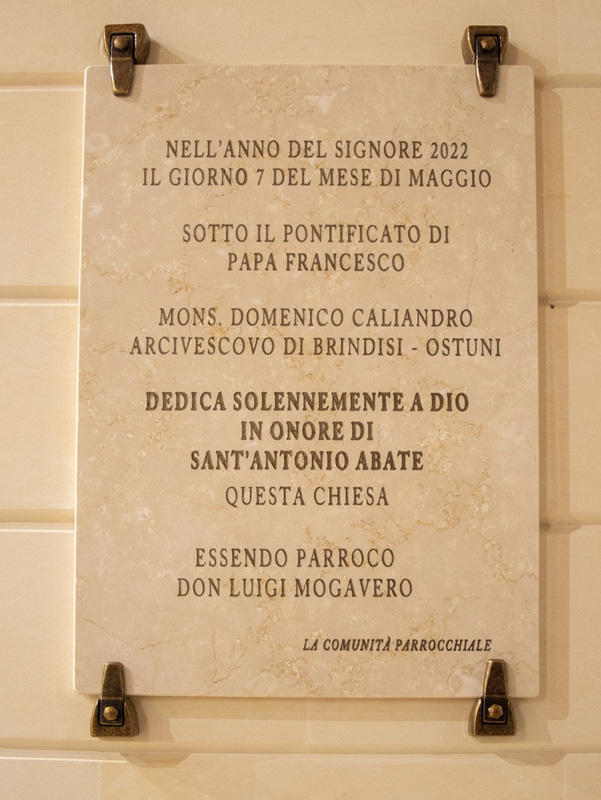 NELL'ANNO DEL SIGNORE 2022
IL GIORNO 7 DEL MESE DI MAGGIO
SOTTO IL PONTIFICATO DI
PAPA FRANCESCO
MONS. DOMENICO CALIANDRO
ARCIVESCOVO DI BRINDISI - OSTUNI
DEDICA SOLENNEMENTE A DIO
IN ONORE DI
SANT'ANTONIO ABATE
QUESTA CHIESA
ESSENDO PARROCO
DON LUIGI MOGAVERO
LA COMUNITÀ PARROCCHIALE